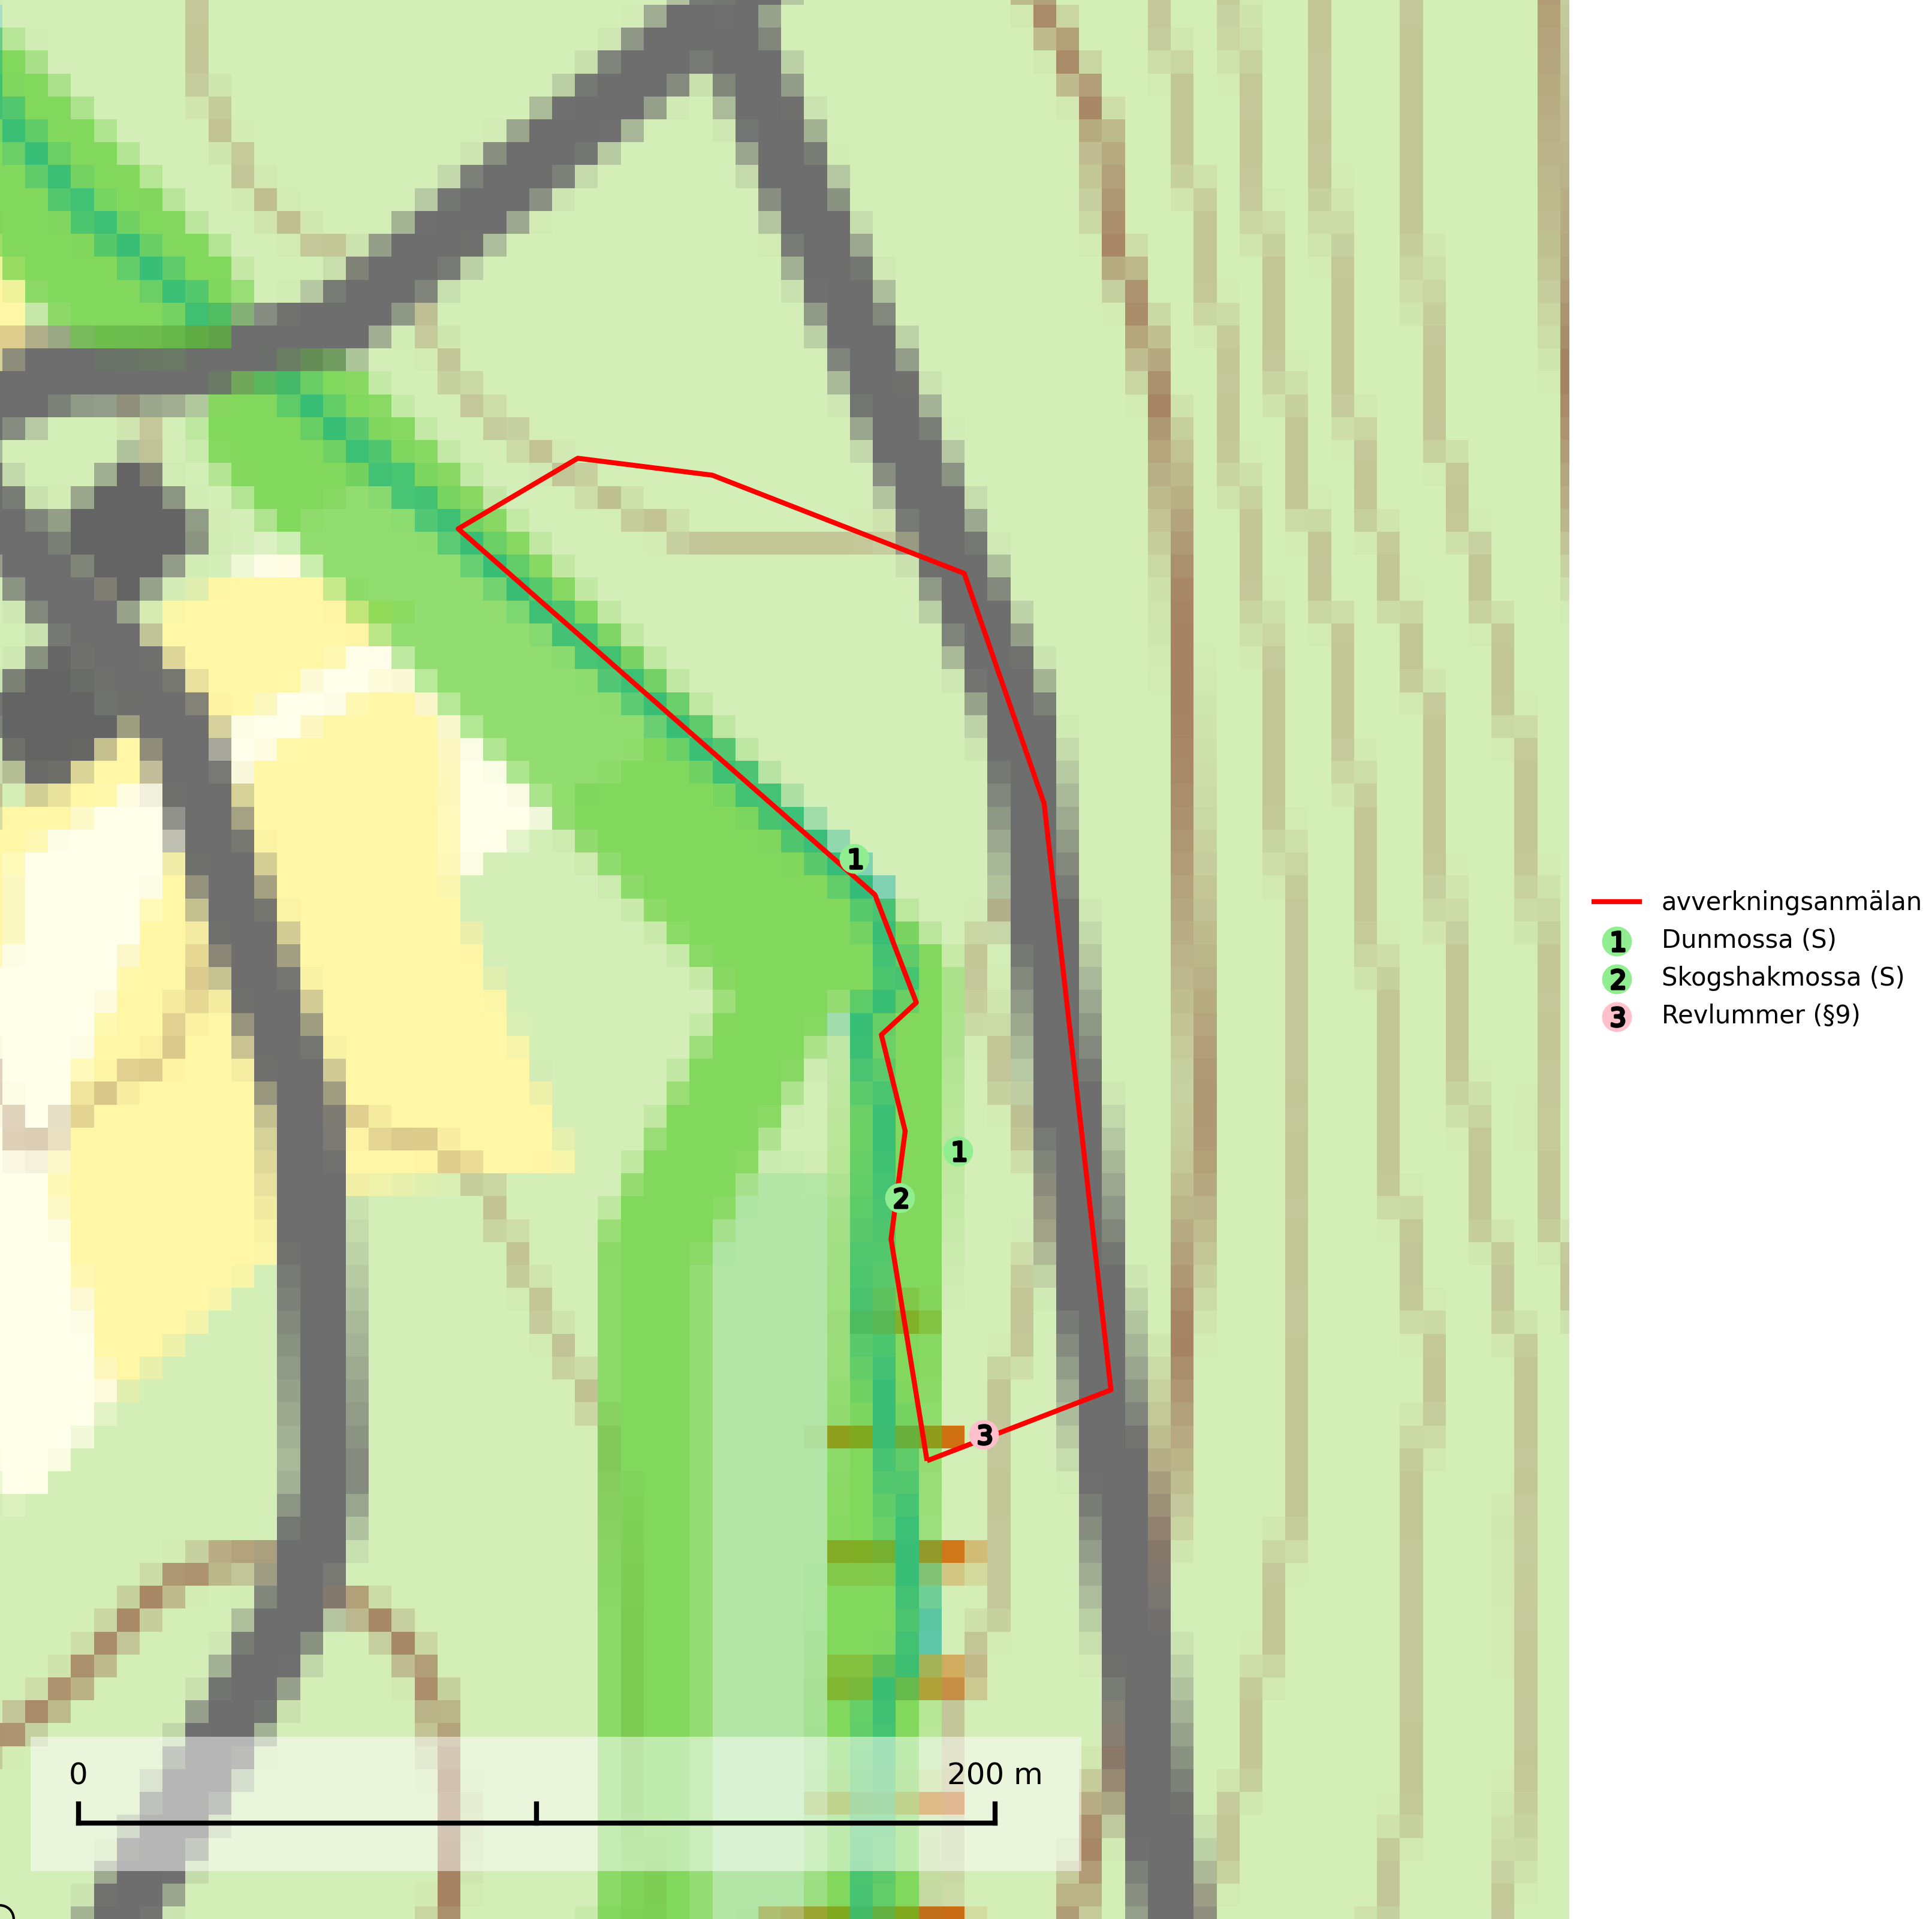 1
1
2
3
0 200 m
avverkningsanmälan
1 Dunmossa (S)
2 Skogshakmossa (S)
3 Revlummer (§9)